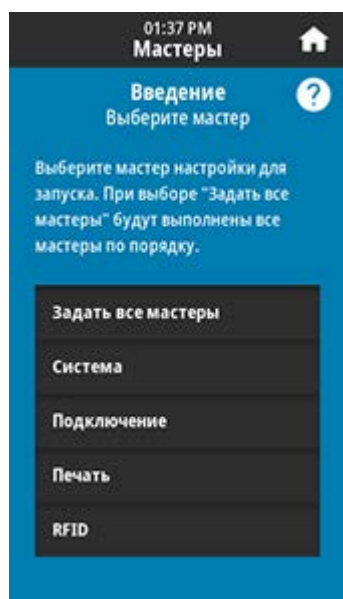 01:37 PM
Мастеры
Введение
Выберите мастер
?
Выберите мастер настройки для
запуска. При выборе "Задать все
мастеры" будут выполнены все
мастеры по порядку.
Задать все мастеры
Система
Подключение
Печать
RFID